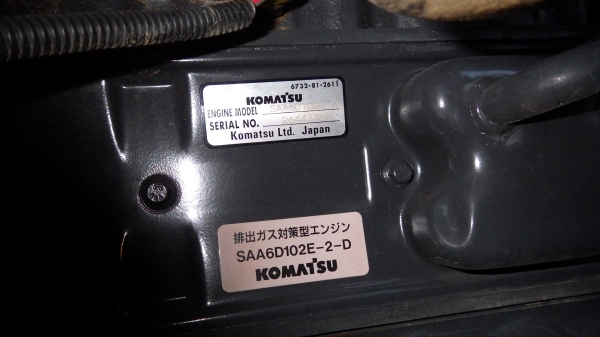 6732-81-2611
KOMATSU
ENGINE MODEL
SERIAL NO.
Komatsu Ltd. Japan
排出ガス対策型エンジン
SAA6D102E-2-D
KOMATSU